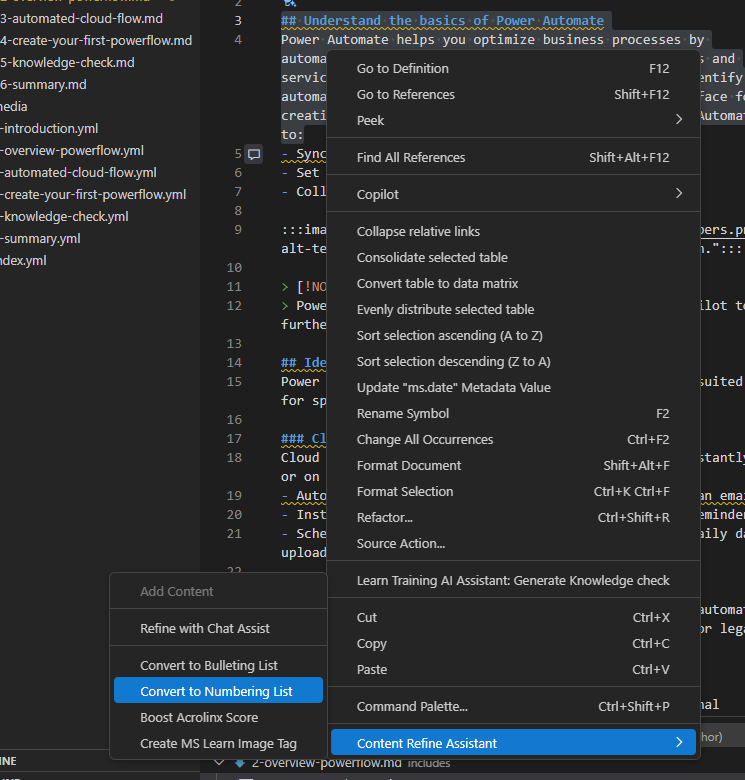 3-automated-cloud-flow.md
4-create-your-first-powerflow.md
5-knowledge-check.md
6-summary.md
media
-introduction.yml
-overview-powerflow.yml
-automated-cloud-flow.yml
-create-your-first-powerflow.yml
-knowledge-check.yml
-summary.yml
ndex.yml
2
3 ## Understand the basics of Power Automate
4 Power Automate helps you optimize business processes by
automa
servic
automa
creati
to:
5 - Sync
6 - Set
7 - Coll
8
9 :::ima
alt-te
10
11 > [!NO
12 > Powe
furthe
13
14 ## Ide
15 Power
for sp
16
17 ### Cl
18 Cloud
or on
19 - Auto
20 - Inst
21 - Sche
upload
22
s and
entify
face f
Automat
pers.pn
n.":::
ilot t
suited
stantly
an emai
eminder
aily da
automat
or lega
nal
Go to Definition F12
Go to References Shift+F12
Peek
Find All References Shift+Alt+F12
Copilot
Collapse relative links
Consolidate selected table
Convert table to data matrix
Evenly distribute selected table
Sort selection ascending (A to Z)
Sort selection descending (Z to A)
Update "ms.date" Metadata Value
Rename Symbol F2
Change All Occurrences Ctrl+F2
Format Document Shift+Alt+F
Format Selection Ctrl+K Ctrl+F
Refactor... Ctrl+Shift+R
Source Action...
Learn Training AI Assistant: Generate Knowledge check
Cut Ctrl+X
Copy Ctrl+C
Paste Ctrl+V
Command Palette... Ctrl+Shift+P
Content Refine Assistant
Add Content
Refine with Chat Assist
Convert to Bulleting List
Convert to Numbering List
Boost Acrolinx Score
Create MS Learn Image Tag
hor)
INE
2-overview-powerflow.md includes